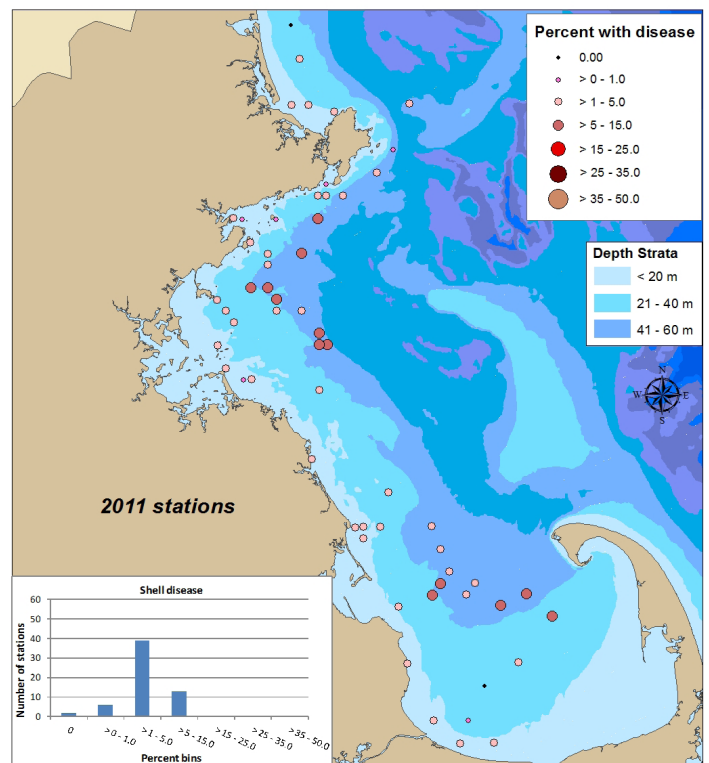 Percent with disease
0.00
> 0 - 1.0
> 1 - 5.0
> 5 - 15.0
> 15 - 25.0
> 25 - 35.0
> 35 - 50.0
Depth Strata
< 20 m
21 - 40 m
41 - 60 m
N
W E
S
2011 stations
Shell disease
Number of stations
60
50
40
30
20
10
0
0
> 0 - 1.0
>1 - 5.0
>5 - 15.0
>15 - 25.0
>25 - 35.0
>35 - 50.0
Percent bins